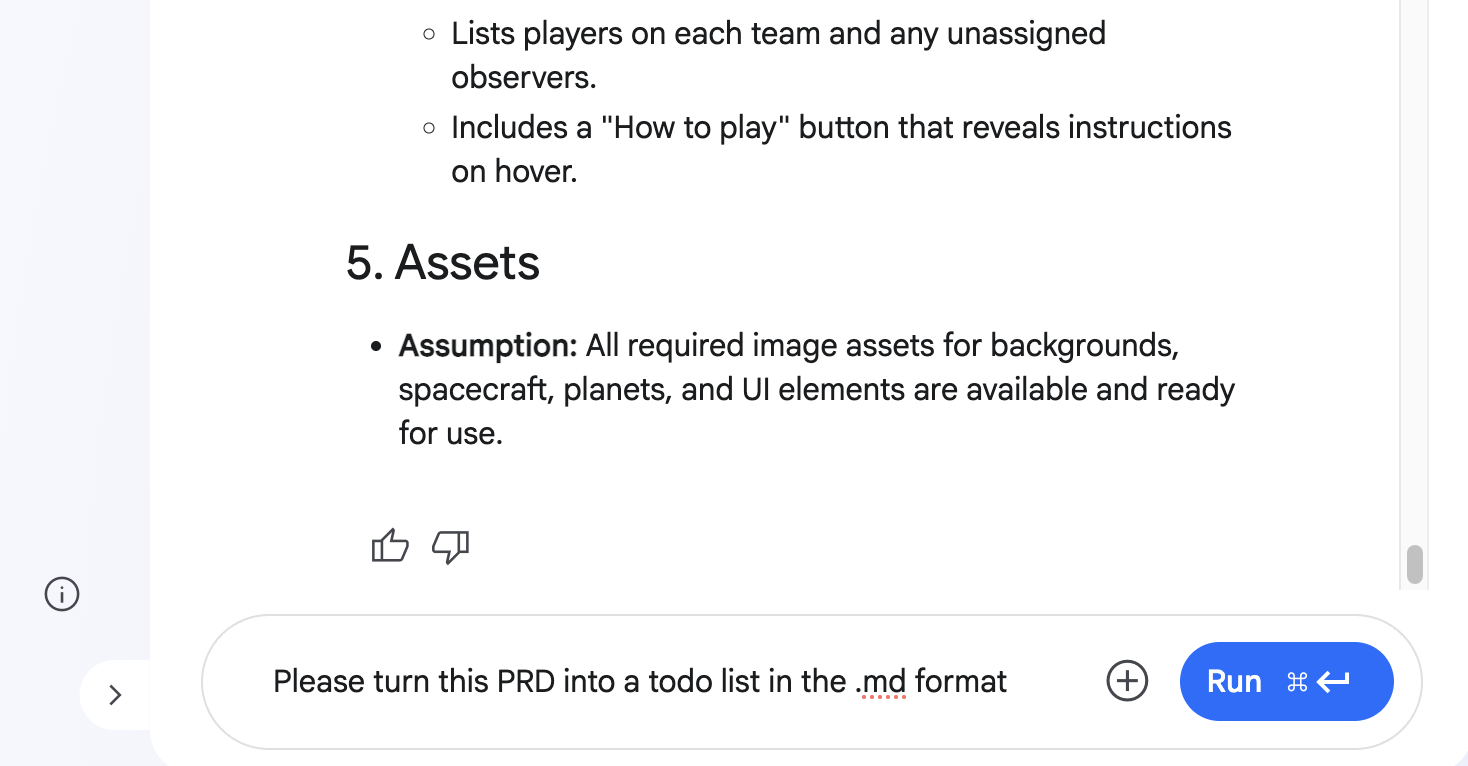 Lists players on each team and any unassigned
observers.
Includes a "How to play" button that reveals instructions
on hover.
5. Assets
Assumption: All required image assets for backgrounds,
spacecraft, planets, and UI elements are available and ready
for use.
Please turn this PRD into a todo list in the .md format
Run ⌘ ↵